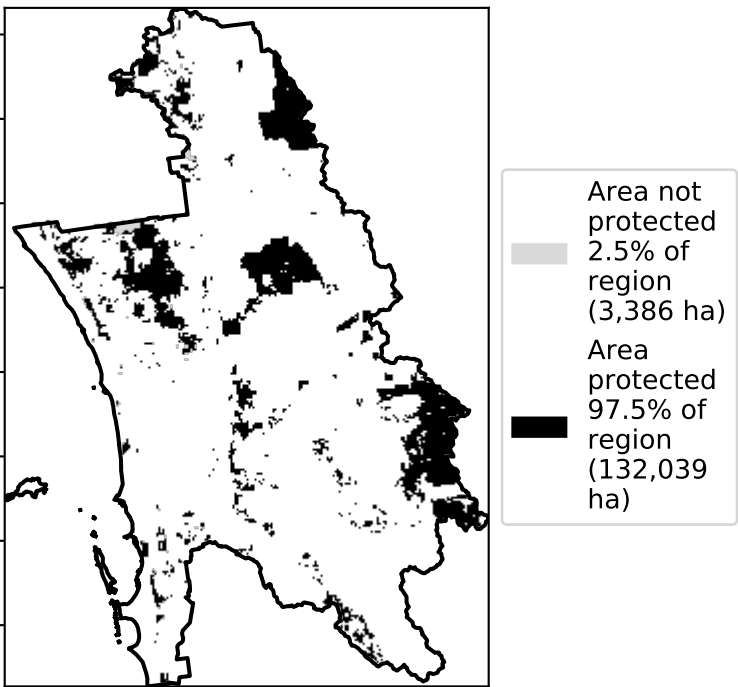 Area not
protected
2.5% of
region
(3,386 ha)
Area
protected
97.5% of
region
(132,039
ha)